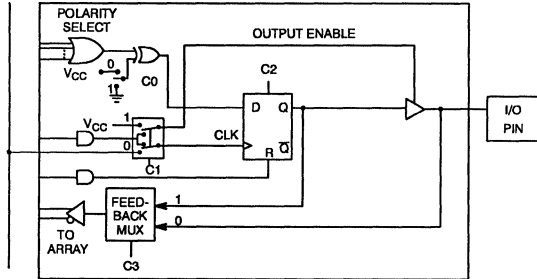 POLARITY
SELECT
OUTPUT ENABLE
0
VCC
C0
1
C2
D Q
I/O
PIN
VCC
1
CLK
Q
0
R
C1
FEED-
BACK
MUX
1
0
TO
ARRAY
C3